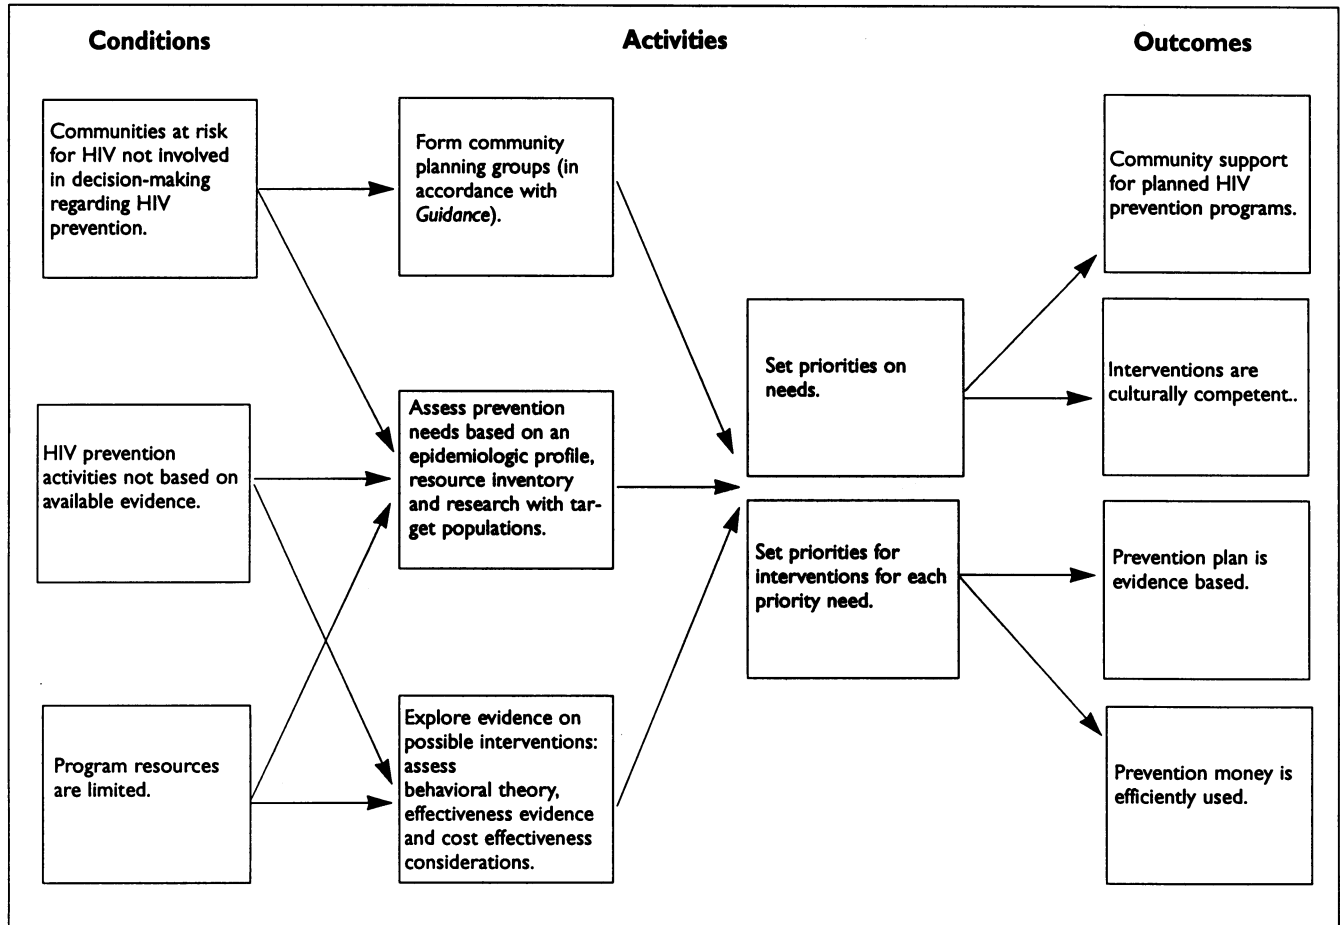 Conditions
Activities
Outcomes
Communities at risk
for HIV not involved
in decision-making
regarding HIV
prevention.
Form community
planning groups (in
accordance with
Guidance).
Community support
for planned HIV
prevention programs.
Set priorities on
needs.
Interventions are
culturally competent..
HIV prevention
activities not based on
available evidence.
Assess prevention
needs based on an
epidemiologic profile,
resource inventory
and research with tar-
get populations.
Set priorities for
interventions for each
priority need.
Prevention plan is
evidence based.
Program resources
are limited.
Explore evidence on
possible interventions:
assess
behavioral theory,
effectiveness evidence
and cost effectiveness
considerations.
Prevention money is
efficiently used.